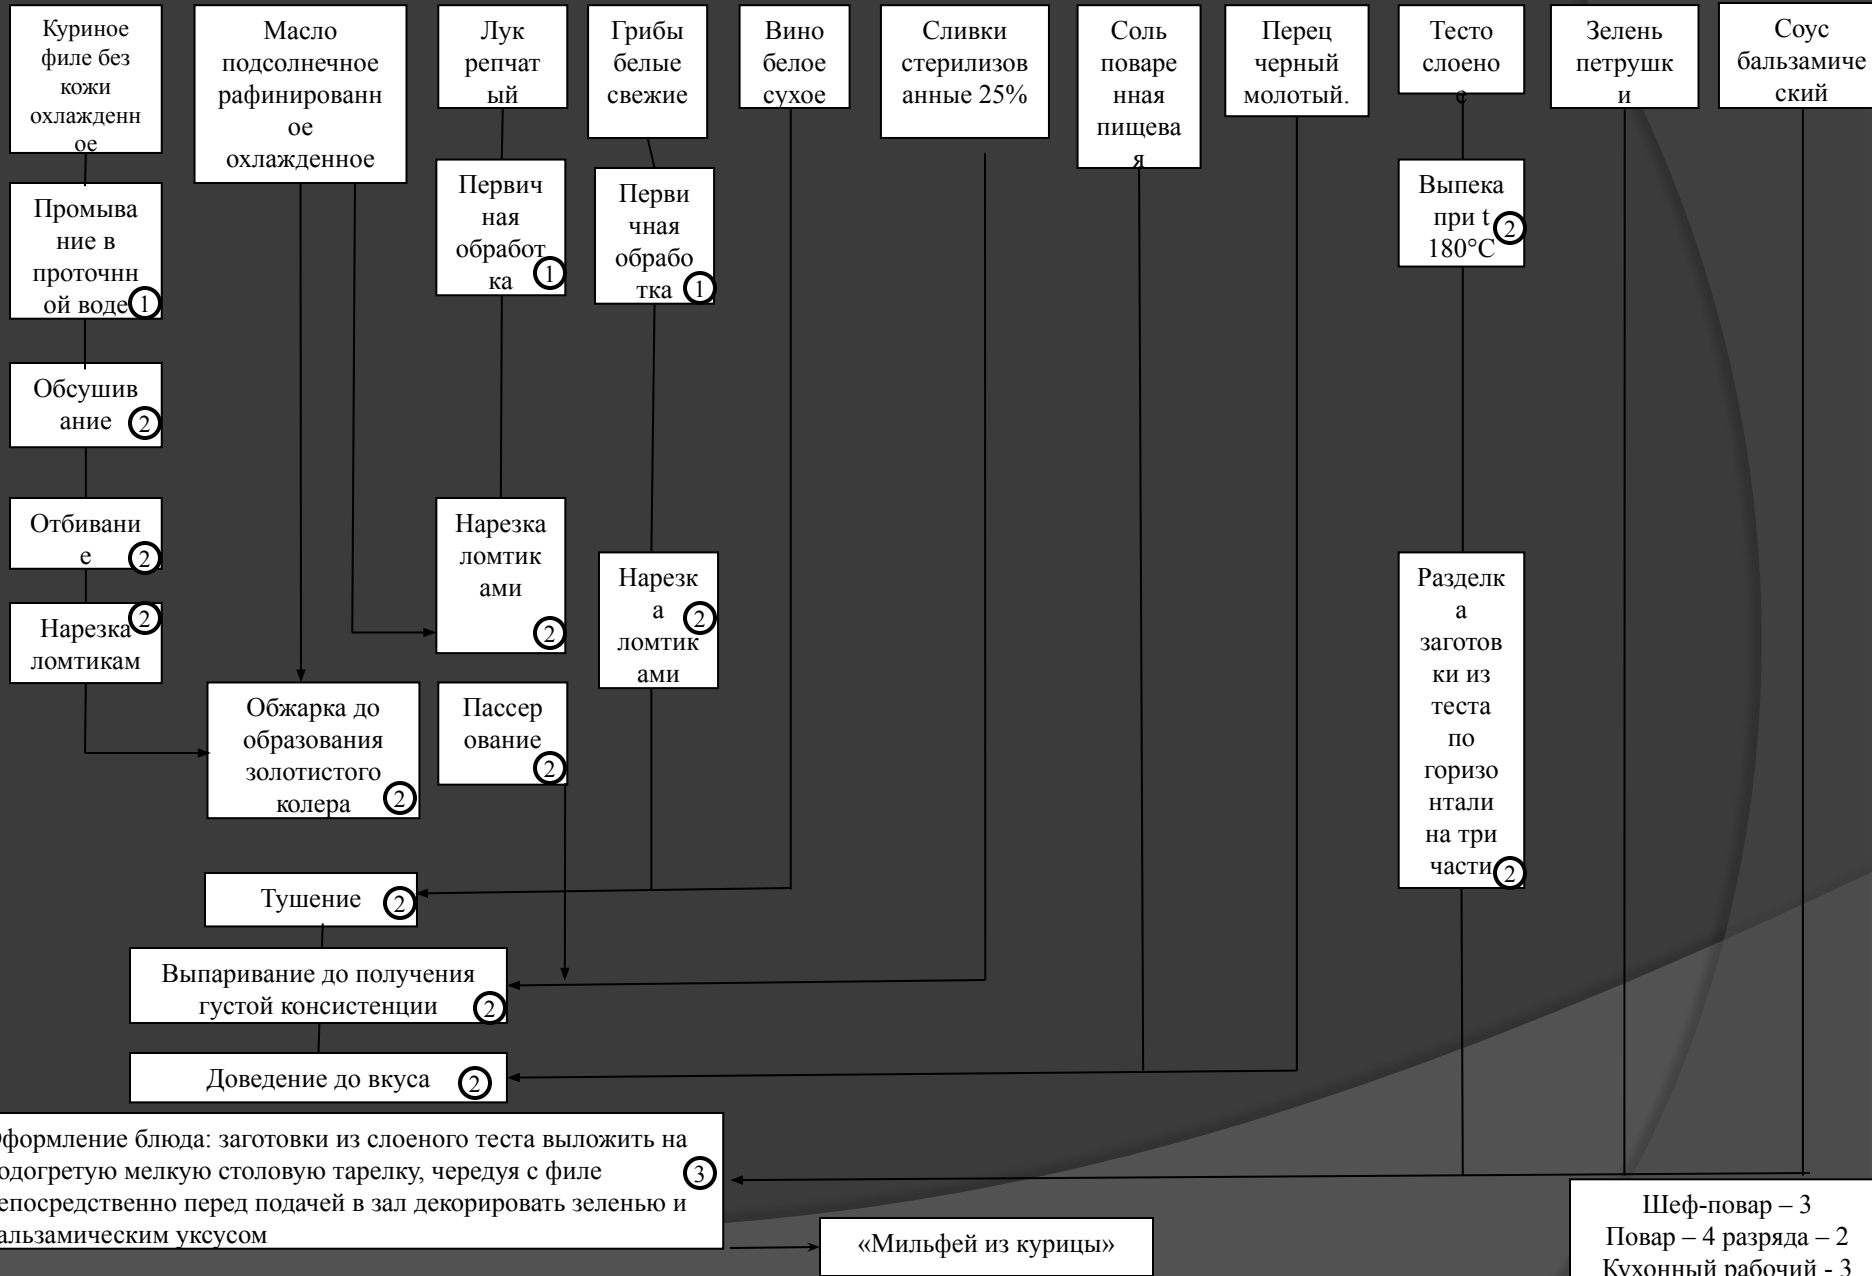 Куриное
филе без
кожи
охлажденн
ое
Масло
подсолнечное
рафинированн
ое
охлажденное
Лук
репчат
ый
Грибы
белые
свежие
Вино
белое
сухое
Сливки
стерилизов
анные 25%
Соль
поваре
нная
пищева
я
Перец
черный
молотый.
Тесто
слоено
е
Зелень
петрушк
и
Соус
бальзамиче
ский
Промыва
ние в
проточнн
ой воде 1
Первич
ная
обработ
ка 1
Перви
чная
обрабо
тка 1
Выпека
при t 2
180°С
Обсушив
ание 2
Отбивани
е 2
Нарезка 2
ломтикам
Нарезка
ломтик
ами
2
Нарезк
а 2
ломтик
ами
Разделк
а
заготов
ки из
теста
по
горизо
нтали
на три
части 2
Обжарка до
образования
золотистого
колера 2
Пассер
ование
2
Тушение 2
Выпаривание до получения
густой консистенции 2
Доведение до вкуса 2
формление блюда: заготовки из слоеного теста выложить на
одогретую мелкую столовую тарелку, чередуя с филе 3
епосредственно перед подачей в зал декорировать зеленью и
альзамическим уксусом
«Мильфей из курицы»
Шеф-повар – 3
Повар – 4 разряда – 2
Кухонный рабочий - 3